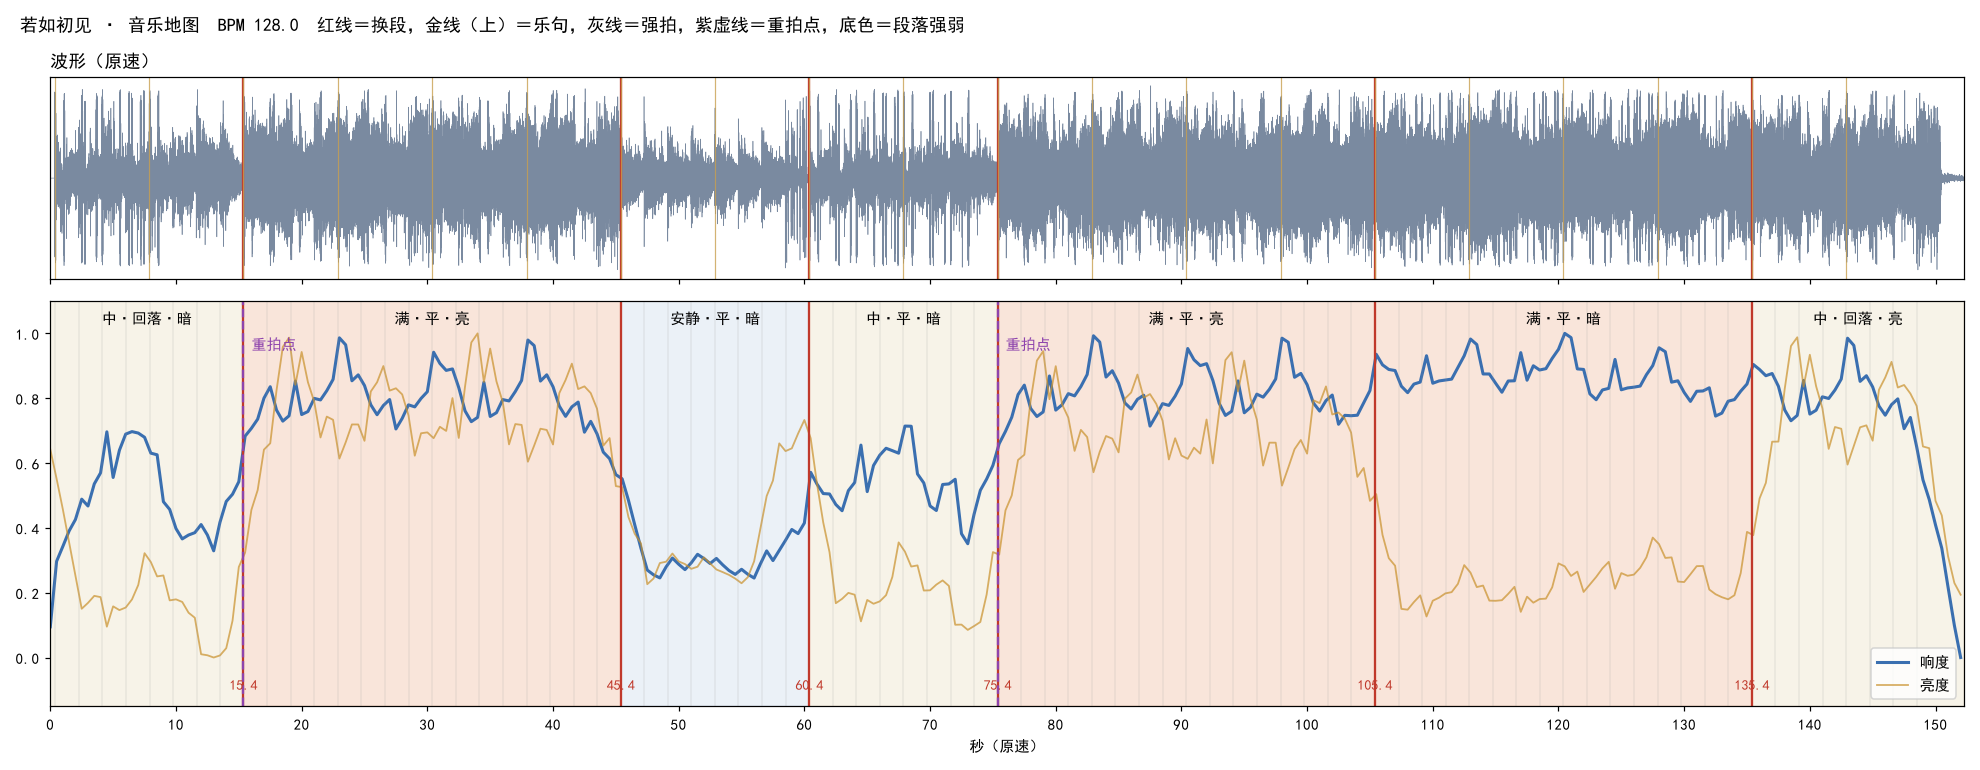 若如初见 · 音乐地图 BPM 128.0 红线＝换段，金线（上）＝乐句，灰线＝强拍，紫虚线＝重拍点，底色＝段落强弱
波形（原速）
中·回落·暗 满·平·亮 安静·平·暗 中·平·暗 满·平·亮 满·平·暗 中·回落·亮
重拍点 重拍点
1.0
0.8
0.6
0.4
0.2
0.0
响度
亮度
15.4 45.4 60.4 75.4 105.4 135.4
0 10 20 30 40 50 60 70 80 90 100 110 120 130 140 150
秒（原速）